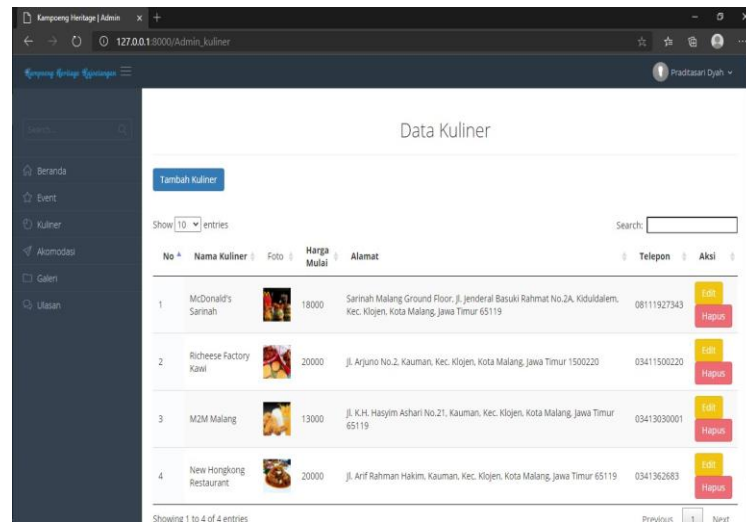 Kampoeng Heritage | Admin
127.0.0.1:8000/Admin_kuliner
Kampoeng Heritage Kajoetangan
Praditasari Dyah
Search...
Beranda
Event
Kuliner
Akomodasi
Galeri
Ulasan
Data Kuliner
Tambah Kuliner
Show 10 entries
Search:
No Nama Kuliner Foto Harga Mulai Alamat Telepon Aksi
1 McDonald's Sarinah 18000 Sarinah Malang Ground Floor, Jl. Jenderal Basuki Rahmat No.2A, Kiduldalem, 08111927343 Edit
Kec. Klojen, Kota Malang, Jawa Timur 65119 Hapus
2 Richeese Factory Kawi 20000 Jl. Arjuno No.2, Kauman, Kec. Klojen, Kota Malang, Jawa Timur 1500220 03411500220 Edit
Hapus
3 M2M Malang 13000 Jl. K.H. Hasyim Ashari No.21, Kauman, Kec. Klojen, Kota Malang, Jawa Timur 03413030001 Edit
65119 Hapus
4 New Hongkong Restaurant 20000 Jl. Arif Rahman Hakim, Kauman, Kec. Klojen, Kota Malang, Jawa Timur 65119 0341362683 Edit
Hapus
Showing 1 to 4 of 4 entries
Previous 1 Next